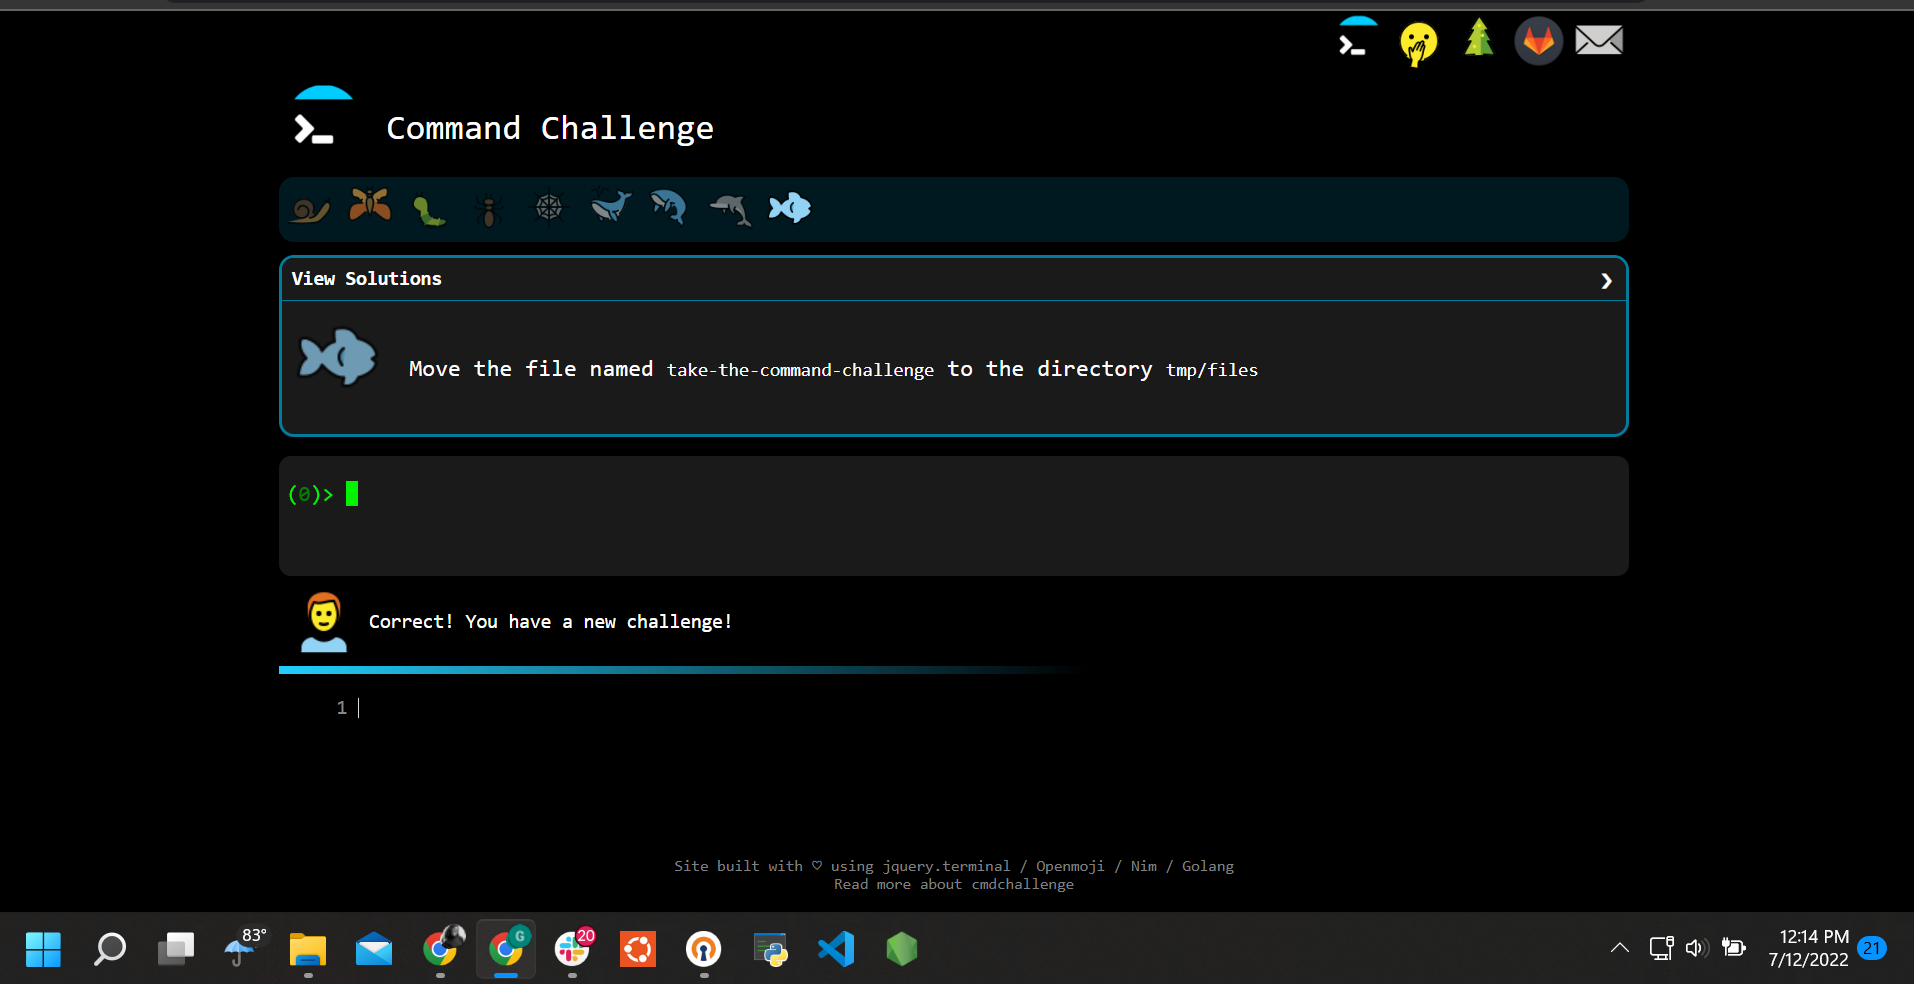 Command Challenge
View Solutions
Move the file named take-the-command-challenge to the directory tmp/files
(0)>
Correct! You have a new challenge!
1
Site built with ♡ using jquery.terminal / Openmoji / Nim / Golang
Read more about cmdchallenge
83°
G
20
12:14 PM
7/12/2022
21